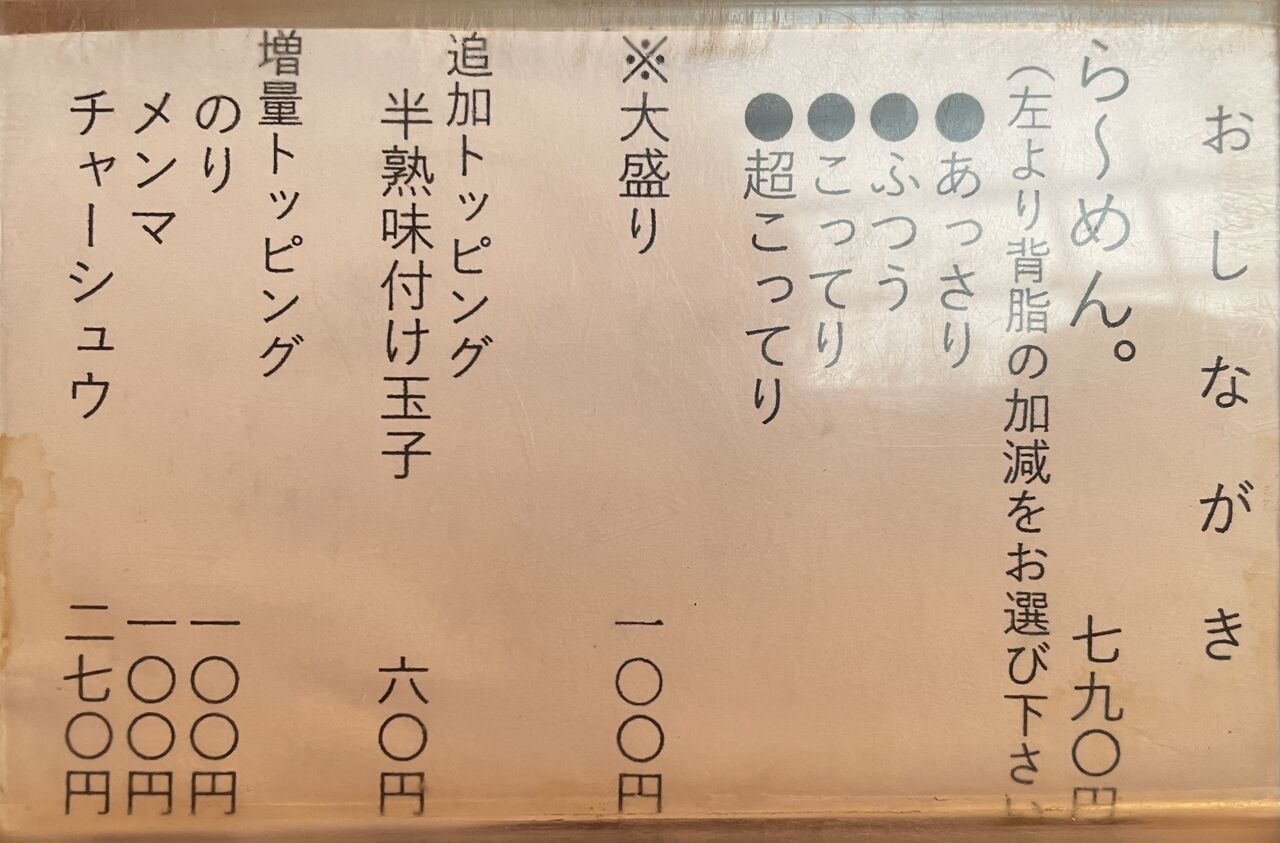 おしながき
ら～めん。 七九〇円
（左より背脂の加減をお選び下さい
●あっさり
●ふつう
●こってり
●超こってり
※大盛り 一〇〇円
追加トッピング
半熟味付け玉子 六〇円
増量トッピング
のり 一〇〇円
メンマ 一〇〇円
チャーシュウ 二七〇円